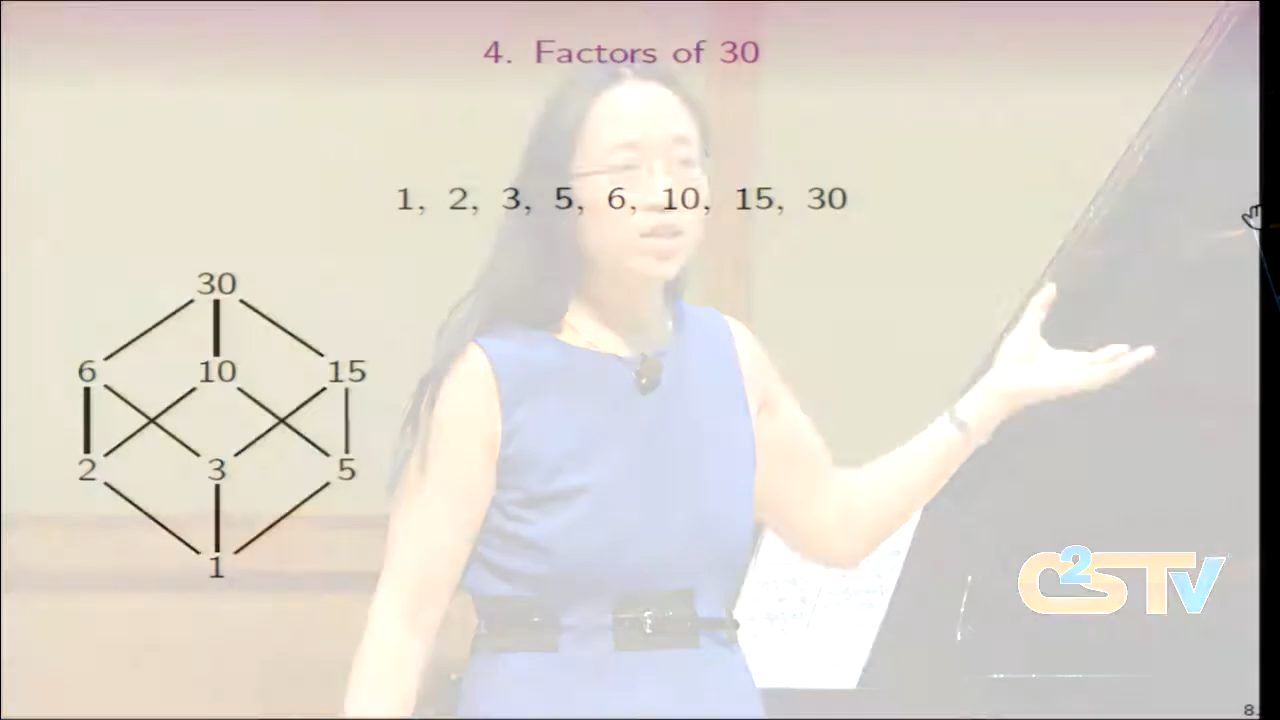 4. Factors of 30
1, 2, 3, 5, 6, 10, 15, 30
30
6 10 15
2 3 5
1
C2STV
8.